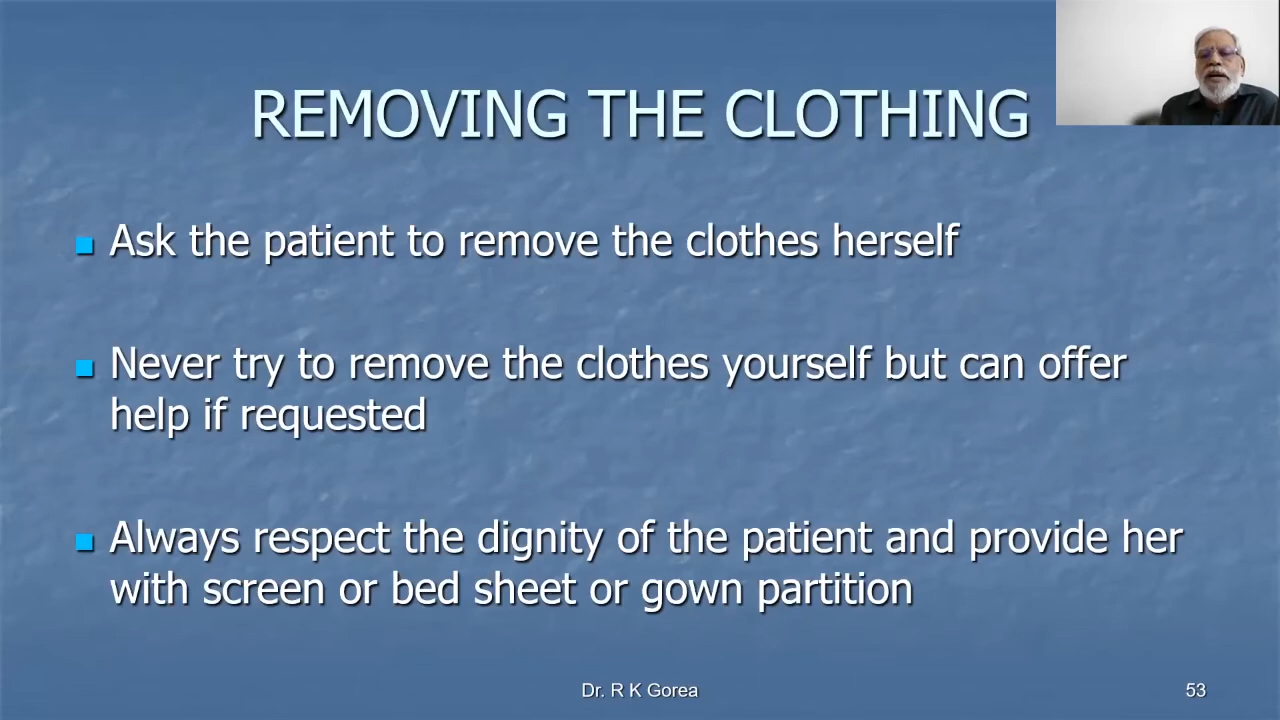 REMOVING THE CLOTHING
Ask the patient to remove the clothes herself
Never try to remove the clothes yourself but can offer
help if requested
Always respect the dignity of the patient and provide her
with screen or bed sheet or gown partition
Dr. R K Gorea
53